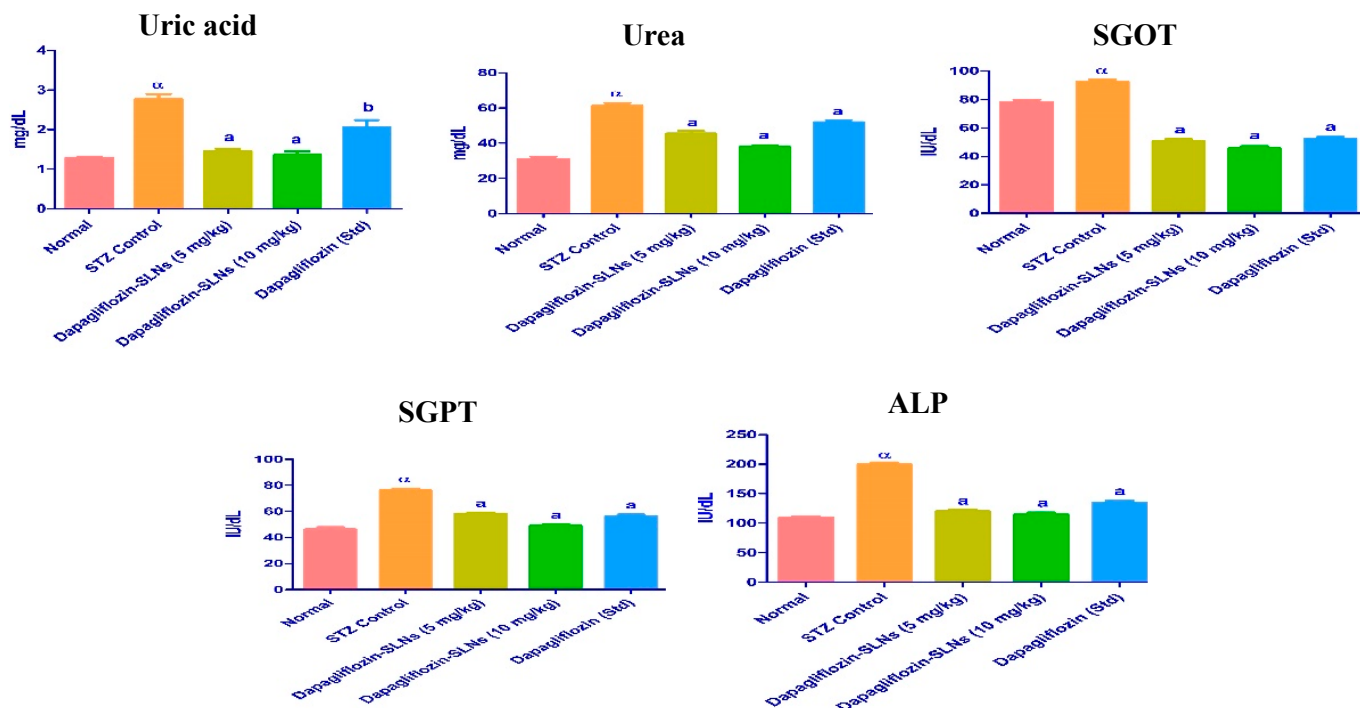 Uric acid
4
3
2
1
0
mg/dL
α
a
a
b
Normal
STZ Control
Dapagliflozin-SLNs (5 mg/kg)
Dapagliflozin-SLNs (10 mg/kg)
Dapagliflozin (Std)
Urea
80
60
40
20
0
mg/dL
α
a
a
a
Normal
STZ Control
Dapagliflozin-SLNs (5 mg/kg)
Dapagliflozin-SLNs (10 mg/kg)
Dapagliflozin (Std)
SGOT
100
80
60
40
20
0
IU/dL
α
a
a
a
Normal
STZ Control
Dapagliflozin-SLNs (5 mg/kg)
Dapagliflozin-SLNs (10 mg/kg)
Dapagliflozin (Std)
SGPT
100
80
60
40
20
0
IU/dL
α
a
a
a
Normal
STZ Control
Dapagliflozin-SLNs (5 mg/kg)
Dapagliflozin-SLNs (10 mg/kg)
Dapagliflozin (Std)
ALP
250
200
150
100
50
0
IU/dL
α
a
a
a
Normal
STZ Control
Dapagliflozin-SLNs (5 mg/kg)
Dapagliflozin-SLNs (10 mg/kg)
Dapagliflozin (Std)